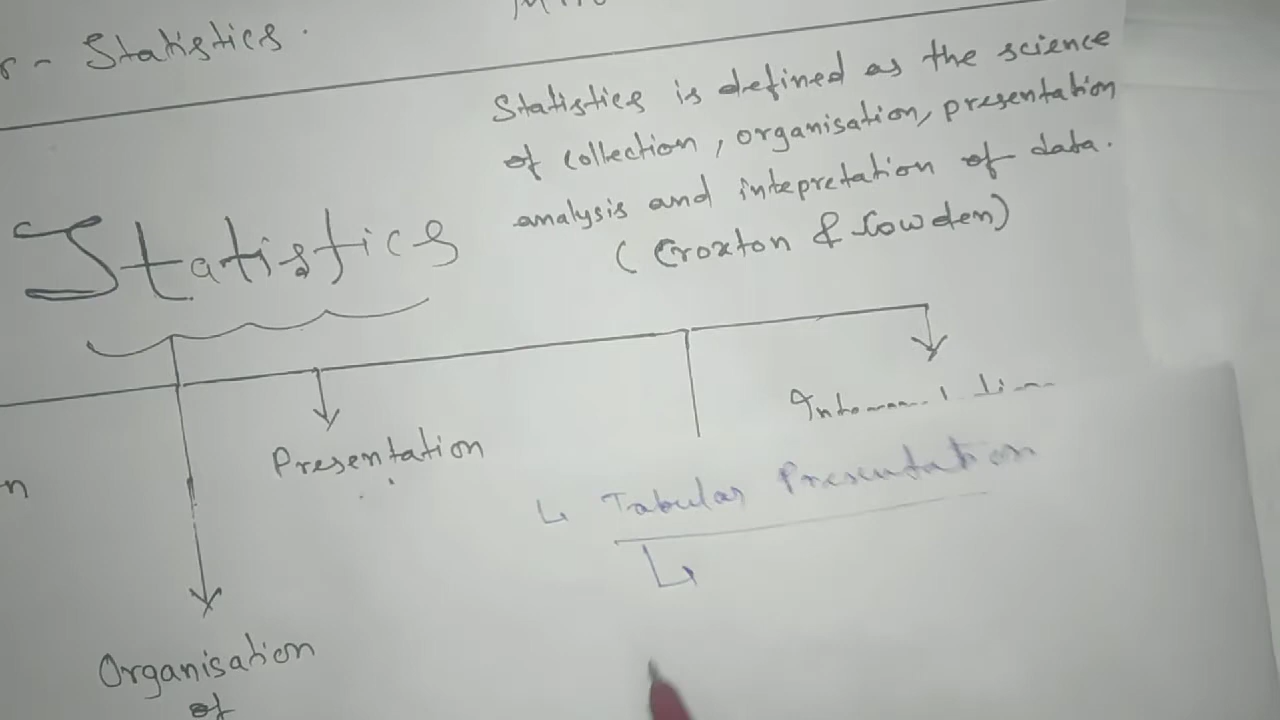 Statistics.
Statistics is defined as the science
of collection, organisation, presentation
analysis and intepretation of data.
(Croxton & Cowden)
Statistics
Presentation
Tabular Presentation
Organisation
of